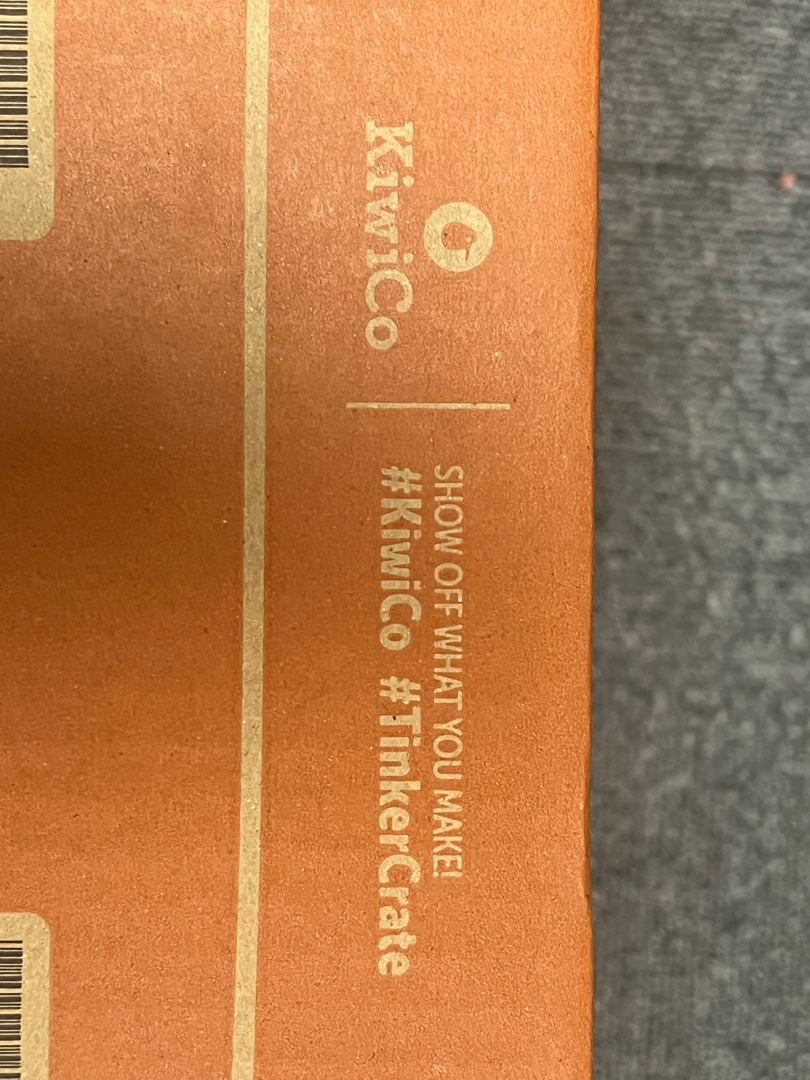 KiwiCo
SHOW OFF WHAT YOU MAKE!
#KiwiCo #TinkerCrate